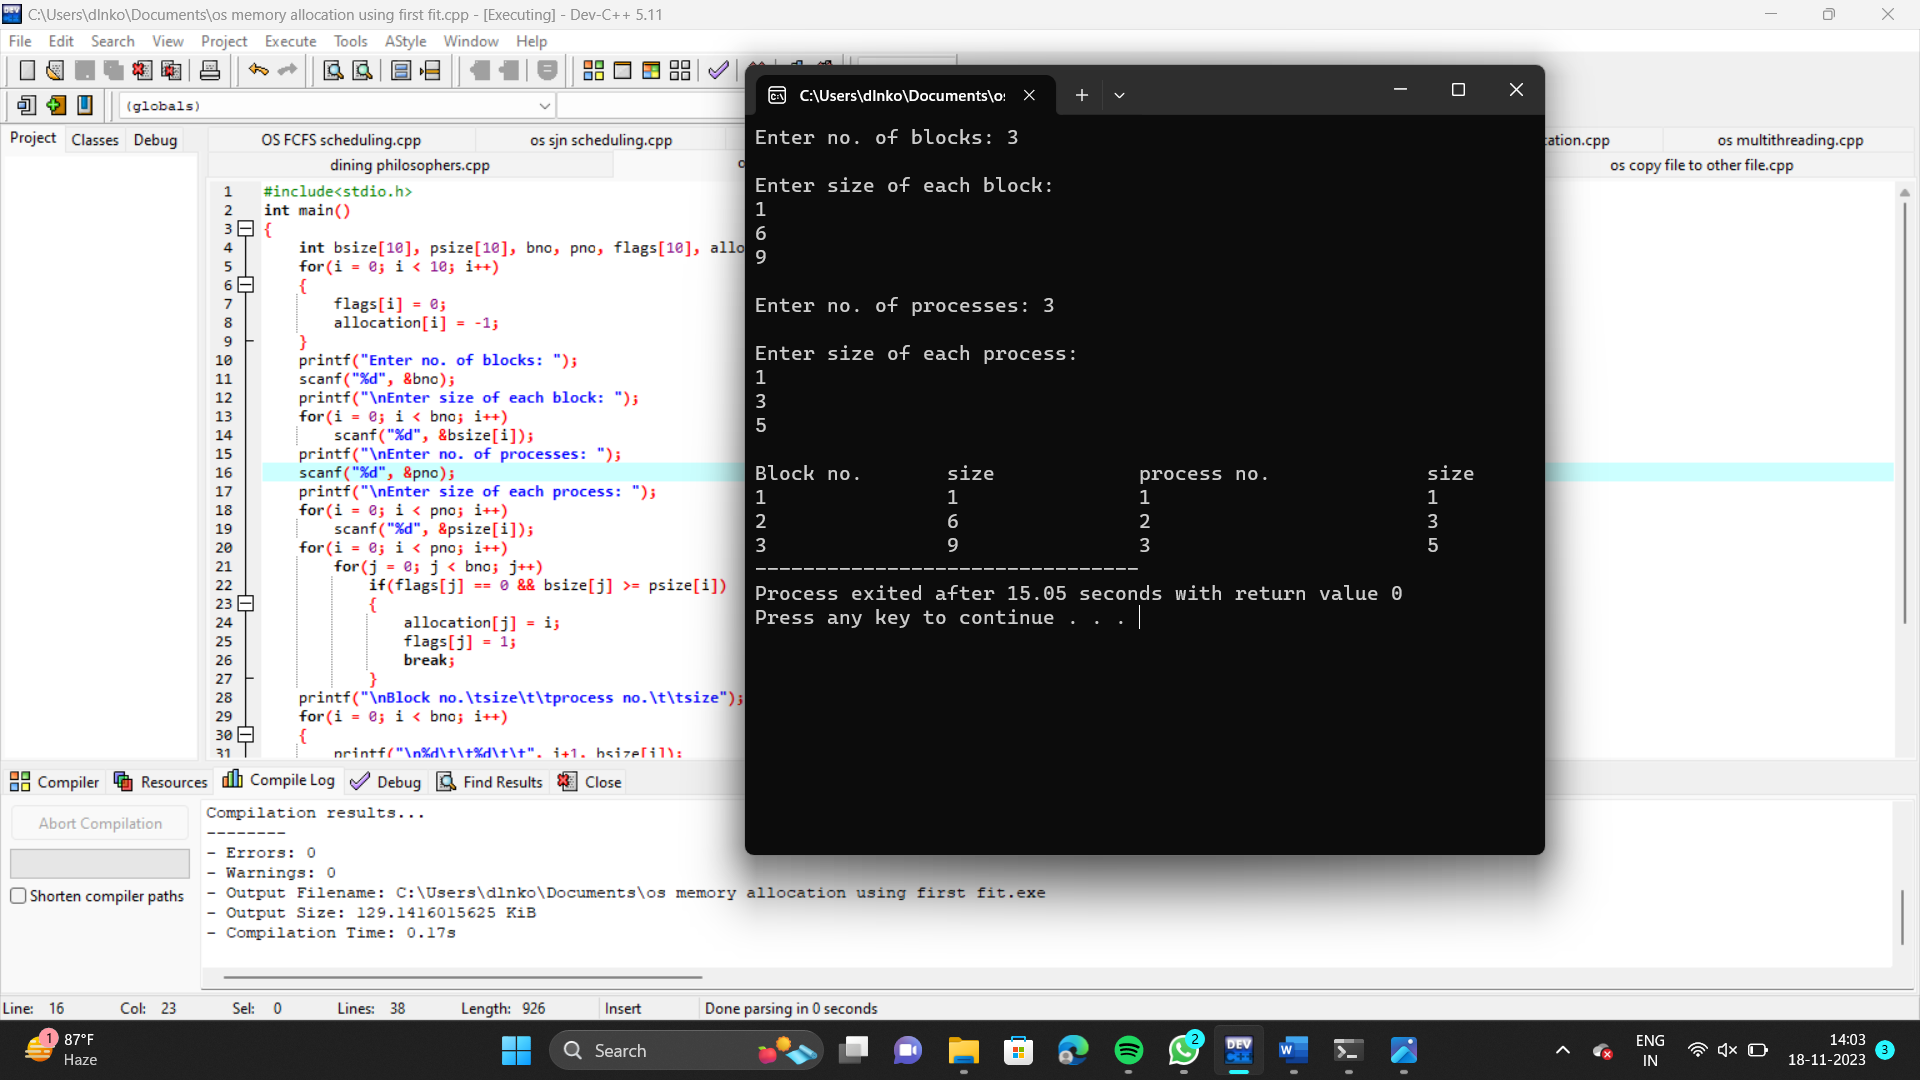 C:\Users\dlnko\Documents\os memory allocation using first fit.cpp - [Executing] - Dev-C++ 5.11
File Edit Search View Project Execute Tools AStyle Window Help
(globals)
Project Classes Debug
OS FCFS scheduling.cpp os sjn scheduling.cpp ation.cpp os multithreading.cpp
dining philosophers.cpp os copy file to other file.cpp
1 #include<stdio.h>
2 int main()
3 {
4 int bsize[10], psize[10], bno, pno, flags[10], allo
5 for(i = 0; i < 10; i++)
6 {
7 flags[i] = 0;
8 allocation[i] = -1;
9 }
10 printf("Enter no. of blocks: ");
11 scanf("%d", &bno);
12 printf("\nEnter size of each block: ");
13 for(i = 0; i < bno; i++)
14 scanf("%d", &bsize[i]);
15 printf("\nEnter no. of processes: ");
16 scanf("%d", &pno);
17 printf("\nEnter size of each process: ");
18 for(i = 0; i < pno; i++)
19 scanf("%d", &psize[i]);
20 for(i = 0; i < pno; i++)
21 for(j = 0; j < bno; j++)
22 if(flags[j] == 0 && bsize[j] >= psize[i])
23 {
24 allocation[j] = i;
25 flags[j] = 1;
26 break;
27 }
28 printf("\nBlock no.\tsize\t\tprocess no.\t\tsize");
29 for(i = 0; i < bno; i++)
30 {
31 printf("\n%d\t\t%d\t\t", i+1, bsize[i]);
C:\Users\dlnko\Documents\os
Enter no. of blocks: 3
Enter size of each block:
1
6
9
Enter no. of processes: 3
Enter size of each process:
1
3
5
Block no. size process no. size
1 1 1 1
2 6 2 3
3 9 3 5
--------------------------------
Process exited after 15.05 seconds with return value 0
Press any key to continue . . .
Compiler Resources Compile Log Debug Find Results Close
Abort Compilation
Shorten compiler paths
Compilation results...
--------
- Errors: 0
- Warnings: 0
- Output Filename: C:\Users\dlnko\Documents\os memory allocation using first fit.exe
- Output Size: 129.1416015625 KiB
- Compilation Time: 0.17s
Line: 16 Col: 23 Sel: 0 Lines: 38 Length: 926 Insert Done parsing in 0 seconds
1
87°F
Haze
Search
2
DEV
W
ENG
IN
14:03
18-11-2023
3